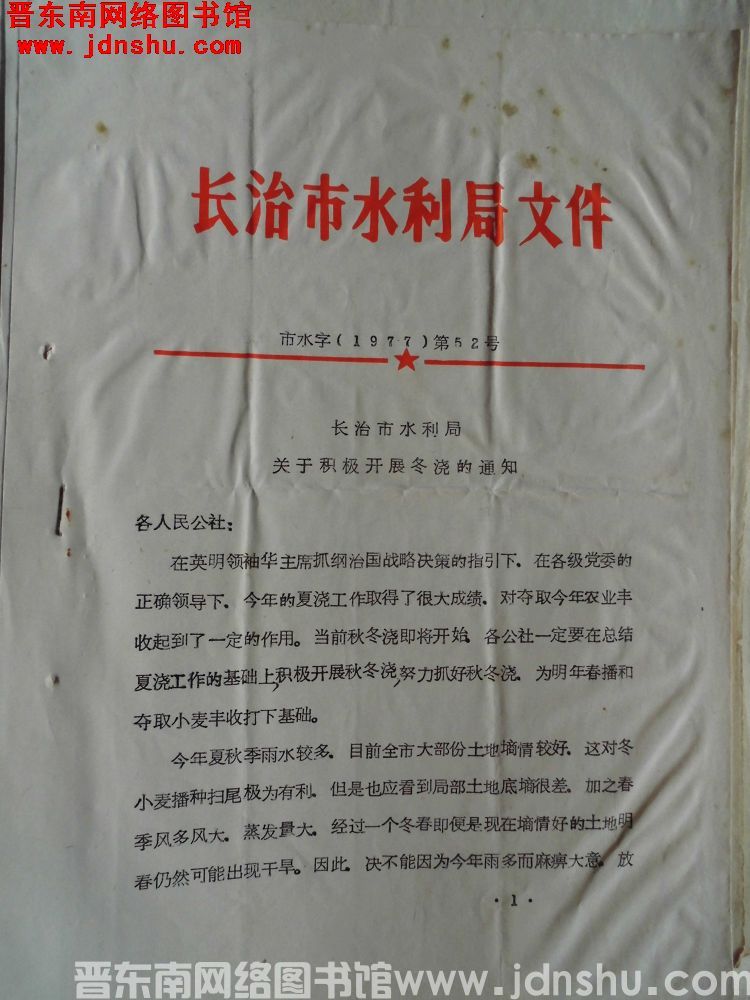 晋东南网络图书馆
www.jdnshu.com
长治市水利局文件
市水字(1977)第52号
长治市水利局
关于积极开展冬浇的通知
各人民公社:
在英明领袖华主席抓纲治国战略决策的指引下.在各级党委的
正确领导下.今年的夏浇工作取得了很大成绩.对夺取今年农业丰
收起到了一定的作用。当前秋冬浇即将开始.各公社一定要在总结
夏浇工作的基础上,积极开展秋冬浇,努力抓好秋冬浇.为明年春播和
夺取小麦丰收打下基础。
今年夏秋季雨水较多.目前全市大部份土地墒情较好.这对冬
小麦播种扫尾极为有利.但是也应看到局部土地底墒很差.加之春
季风多风大.蒸发量大.经过一个冬春即便是现在墒情好的土地明
春仍然可能出现干旱。因此.决不能因为今年雨多而麻痹大意.放
·1·
晋东南网络图书馆www.jdnshu.com